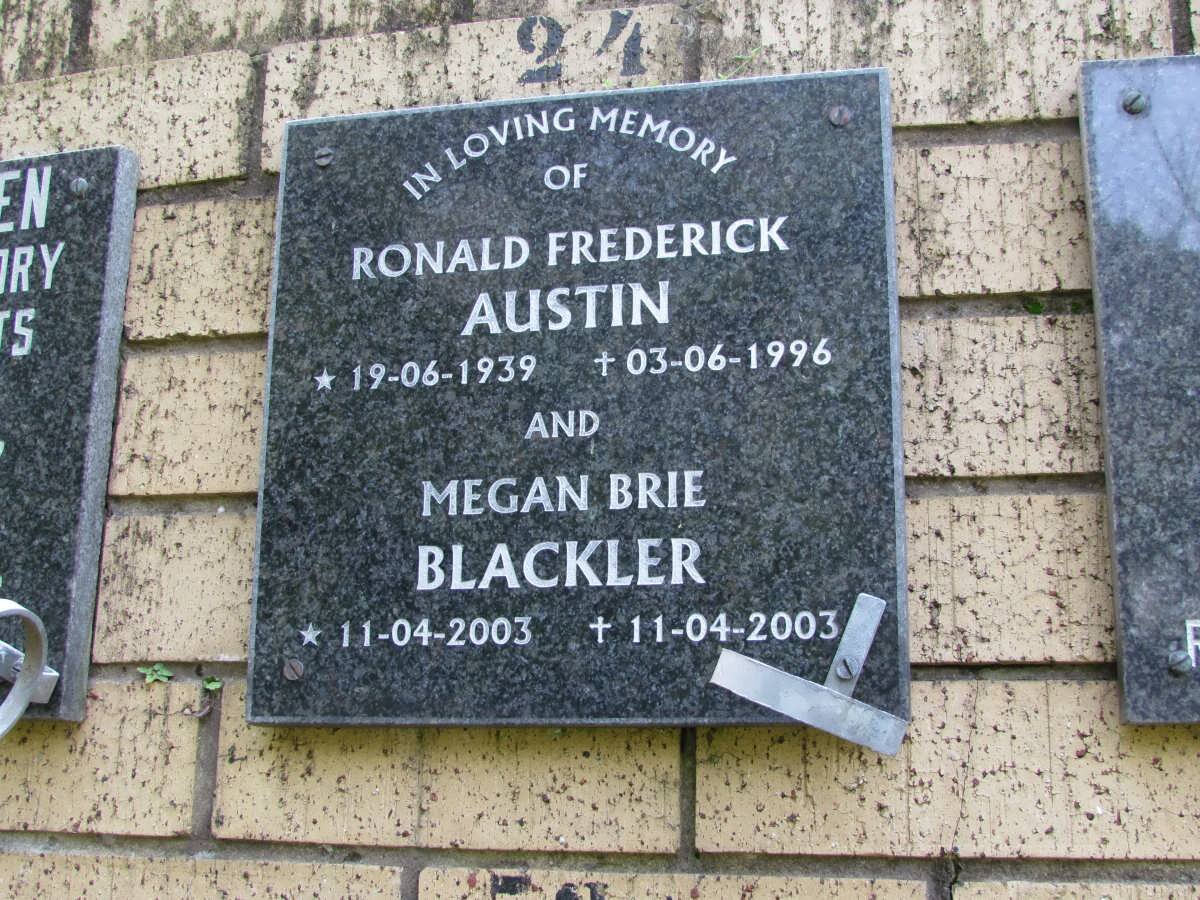 24
IN LOVING MEMORY
OF
RONALD FREDERICK
AUSTIN
★ 19-06-1939 ✝ 03-06-1996
AND
MEGAN BRIE
BLACKLER
★ 11-04-2003 ✝ 11-04-2003